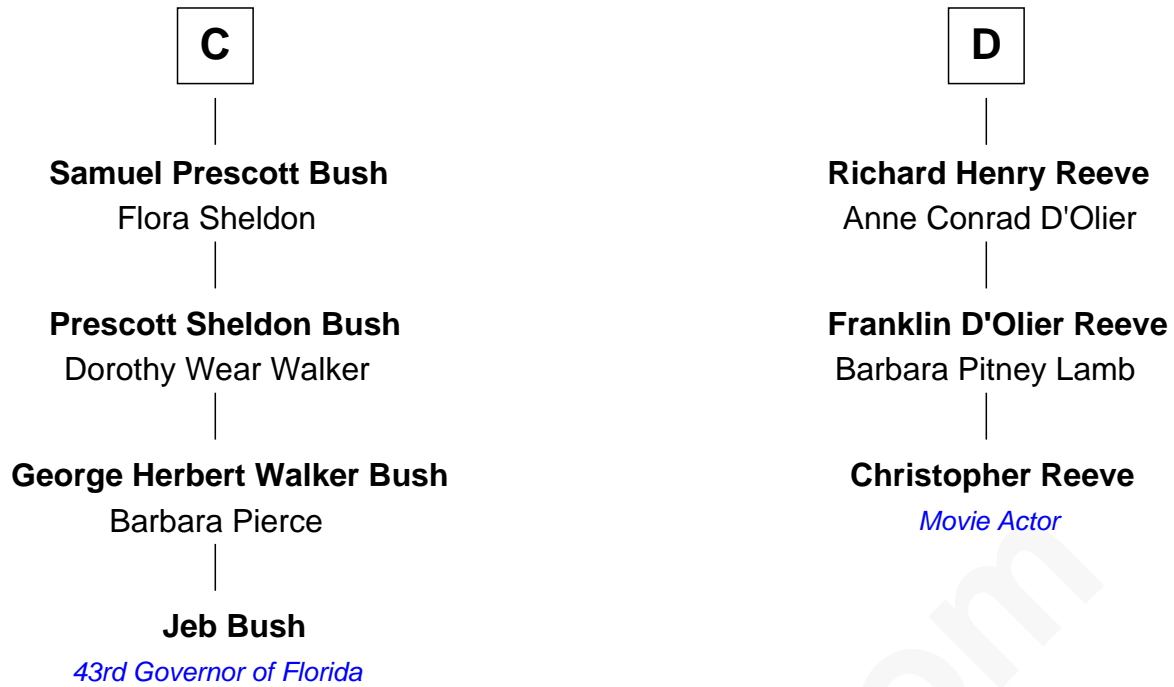 C
Samuel Prescott Bush
Flora Sheldon
Prescott Sheldon Bush
Dorothy Wear Walker
George Herbert Walker Bush
Barbara Pierce
Jeb Bush
43rd Governor of Florida
D
Richard Henry Reeve
Anne Conrad D'Olier
Franklin D'Olier Reeve
Barbara Pitney Lamb
Christopher Reeve
Movie Actor
om